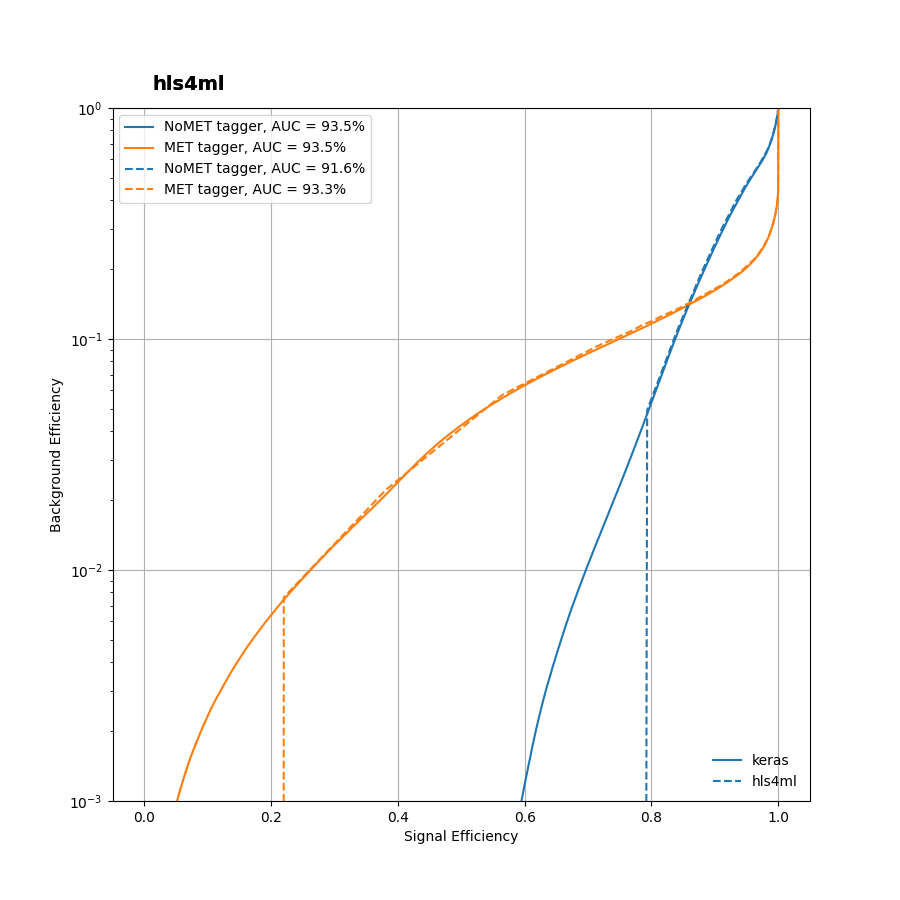 hls4ml
10⁰
NoMET tagger, AUC = 93.5%
MET tagger, AUC = 93.5%
NoMET tagger, AUC = 91.6%
MET tagger, AUC = 93.3%
10⁻¹
Background Efficiency
10⁻²
keras
hls4ml
10⁻³
0.0 0.2 0.4 0.6 0.8 1.0
Signal Efficiency